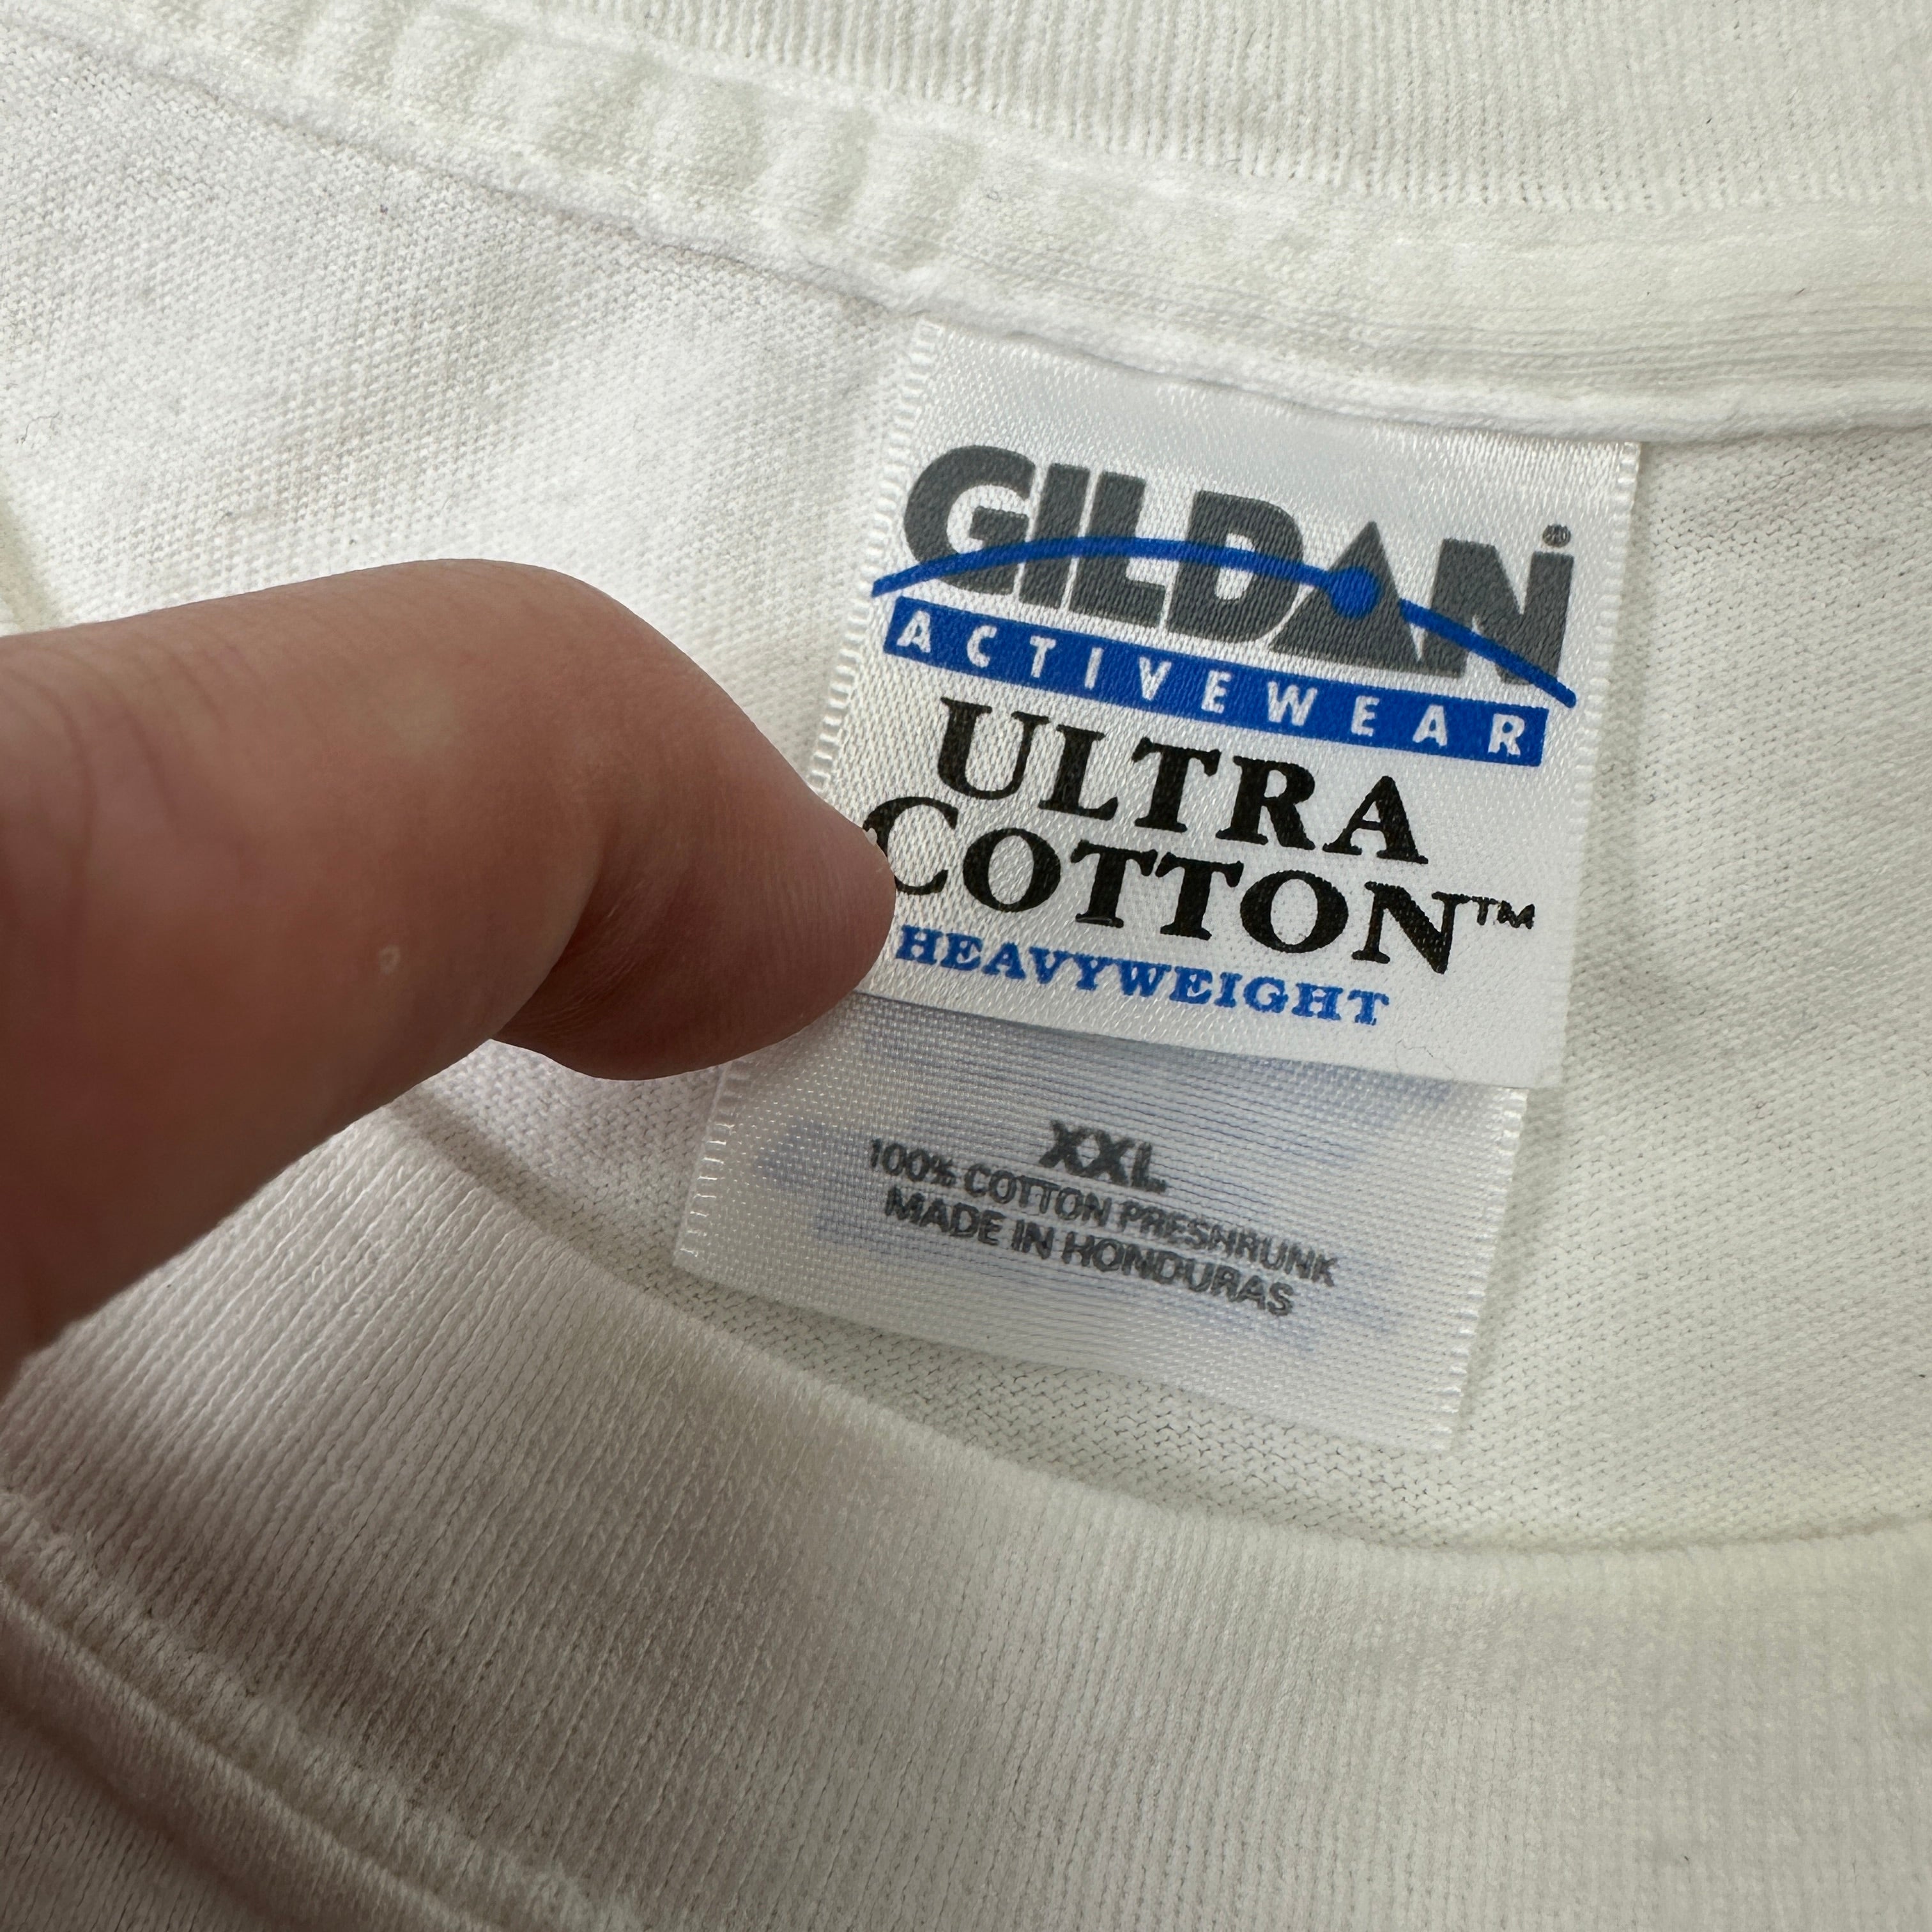 GILDAN®
ACTIVEWEAR
ULTRA
COTTON™
HEAVYWEIGHT
XXL
100% COTTON PRESHRUNK
MADE IN HONDURAS